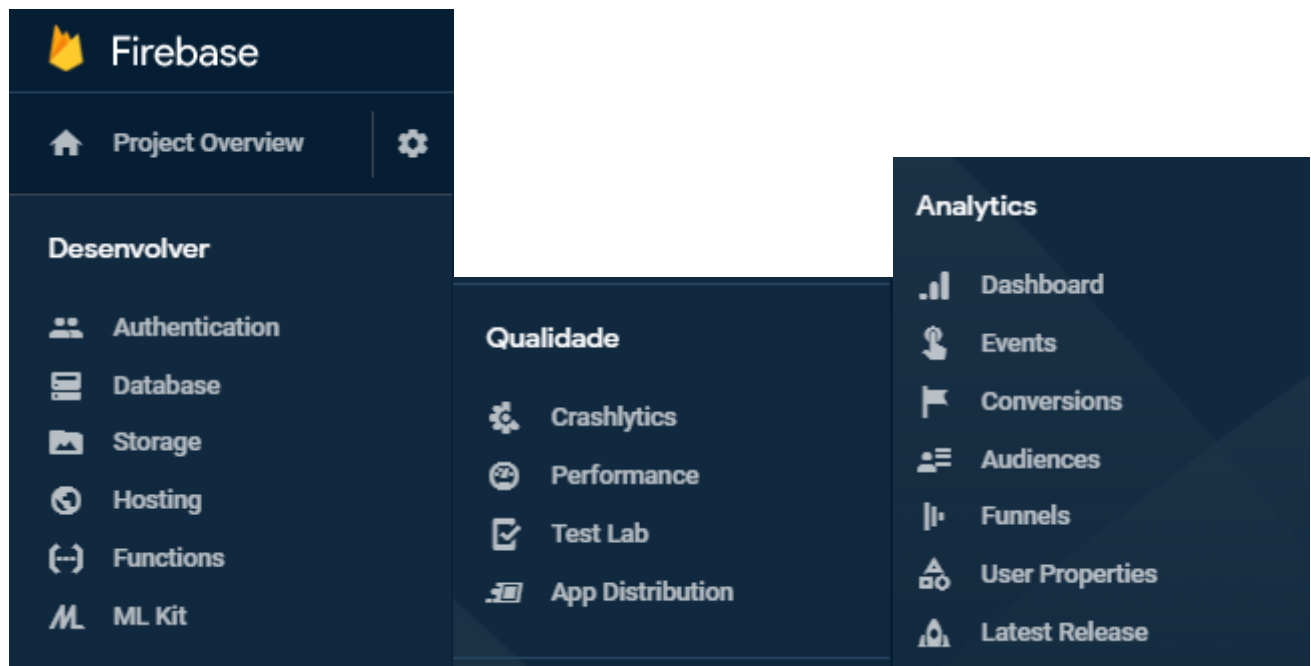 Firebase
Project Overview
Desenvolver
Authentication
Database
Storage
Hosting
Functions
ML Kit
Qualidade
Crashlytics
Performance
Test Lab
App Distribution
Analytics
Dashboard
Events
Conversions
Audiences
Funnels
User Properties
Latest Release